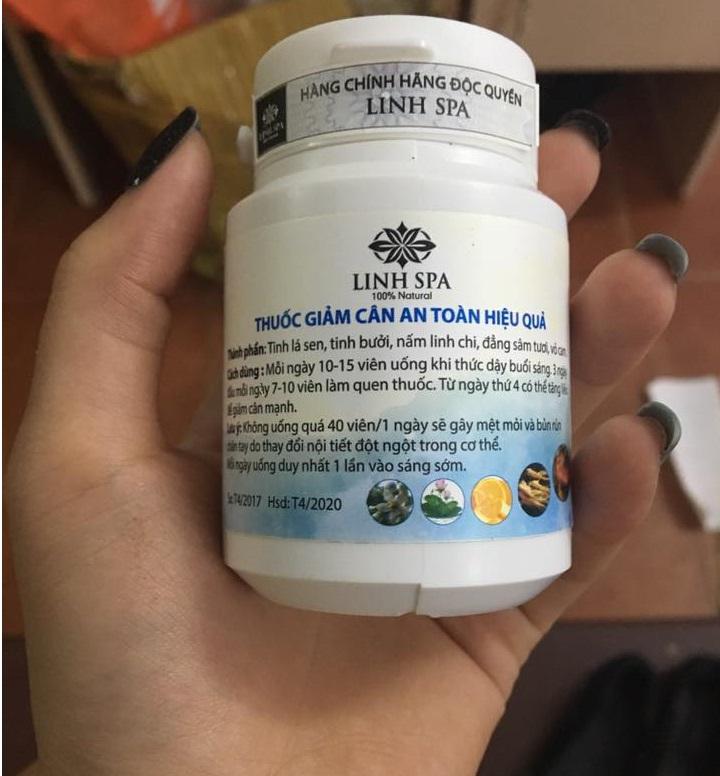 HÀNG CHÍNH HÃNG ĐỘC QUYỀN
LINH SPA
LINH SPA
LINH SPA
100% Natural
THUỐC GIẢM CÂN AN TOÀN HIỆU QUẢ
Thành phần: Tinh lá sen, tinh bưởi, nấm linh chi, đẳng sâm tươi, vỏ cam
Cách dùng : Mỗi ngày 10-15 viên uống khi thức dậy buổi sáng. 3 ngày
đầu mỗi ngày 7-10 viên làm quen thuốc. Từ ngày thứ 4 có thể tăng
để giảm cân mạnh.
Lưu ý: Không uống quá 40 viên/1 ngày sẽ gây mệt mỏi và bủn rủn
chân tay do thay đổi nội tiết đột ngột trong cơ thể.
Mỗi ngày uống duy nhất 1 lần vào sáng sớm.
T4/2017 Hsd: T4/2020